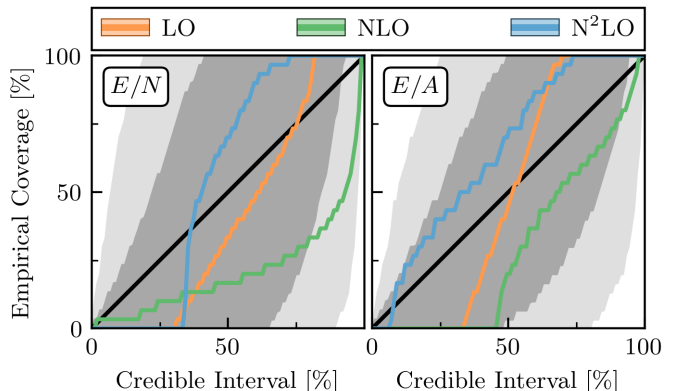 LO NLO N²LO
100
50
0
Empirical Coverage [%]
E/N
E/A
0 50 0 50 100
Credible Interval [%] Credible Interval [%]